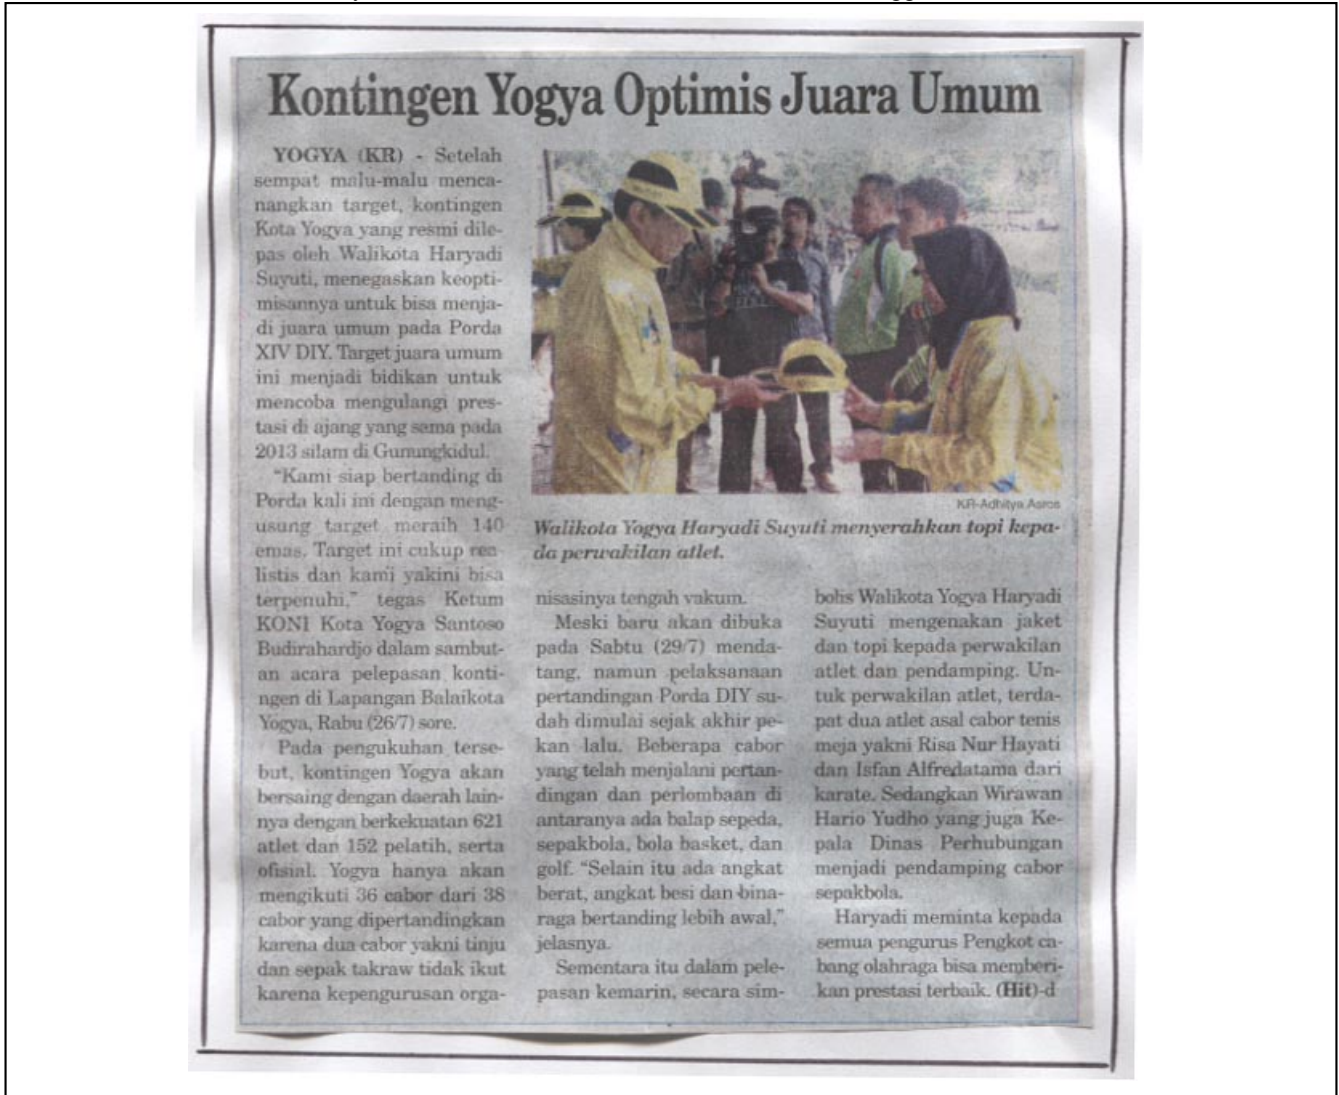 Kontingen Yogya Optimis Juara Umum
YOGYA (KR) - Setelah
sempat malu-malu menca-
nangkan target, kontingen
Kota Yogya yang resmi dile-
pas oleh Walikota Haryadi
Suyuti, menegaskan keopti-
misannya untuk bisa menja-
di juara umum pada Porda
XIV DIY. Target juara umum
ini menjadi bidikan untuk
mencoba mengulangi pres-
tasi di ajang yang sama pada
2013 silam di Gunungkidul.
"Kami siap bertanding di
Porda kali ini dengan meng-
usung target meraih 140
emas. Target ini cukup rea-
listis dan kami yakini bisa
terpenuhi," tegas Ketum
KONI Kota Yogya Santoso
Budirahardjo dalam sambut-
an acara pelepasan konti-
ngen di Lapangan Balaikota
Yogya, Rabu (26/7) sore.
Pada pengukuhan terse-
but, kontingen Yogya akan
bersaing dengan daerah lain-
nya dengan berkekuatan 621
atlet dan 152 pelatih, serta
ofisial. Yogya hanya akan
mengikuti 36 cabor dari 38
cabor yang dipertandingkan
karena dua cabor yakni tinju
dan sepak takraw tidak ikut
karena kepengurusan orga-
KR-Adhitya Asros
Walikota Yogya Haryadi Suyuti menyerahkan topi kepa-
da perwakilan atlet.
nisasinya tengah vakum.
Meski baru akan dibuka
pada Sabtu (29/7) menda-
tang, namun pelaksanaan
pertandingan Porda DIY su-
dah dimulai sejak akhir pe-
kan lalu. Beberapa cabor
yang telah menjalani pertan-
dingan dan perlombaan di
antaranya ada balap sepeda,
sepakbola, bola basket, dan
golf. "Selain itu ada angkat
berat, angkat besi dan bina-
raga bertanding lebih awal,"
jelasnya.
Sementara itu dalam pele-
pasan kemarin, secara sim-
bolis Walikota Yogya Haryadi
Suyuti mengenakan jaket
dan topi kepada perwakilan
atlet dan pendamping. Un-
tuk perwakilan atlet, terda-
pat dua atlet asal cabor tenis
meja yakni Risa Nur Hayati
dan Isfan Alfredatama dari
karate. Sedangkan Wirawan
Hario Yudho yang juga Ke-
pala Dinas Perhubungan
menjadi pendamping cabor
sepakbola.
Haryadi meminta kepada
semua pengurus Pengkot ca-
bang olahraga bisa memberi-
kan prestasi terbaik. (Hit)-d